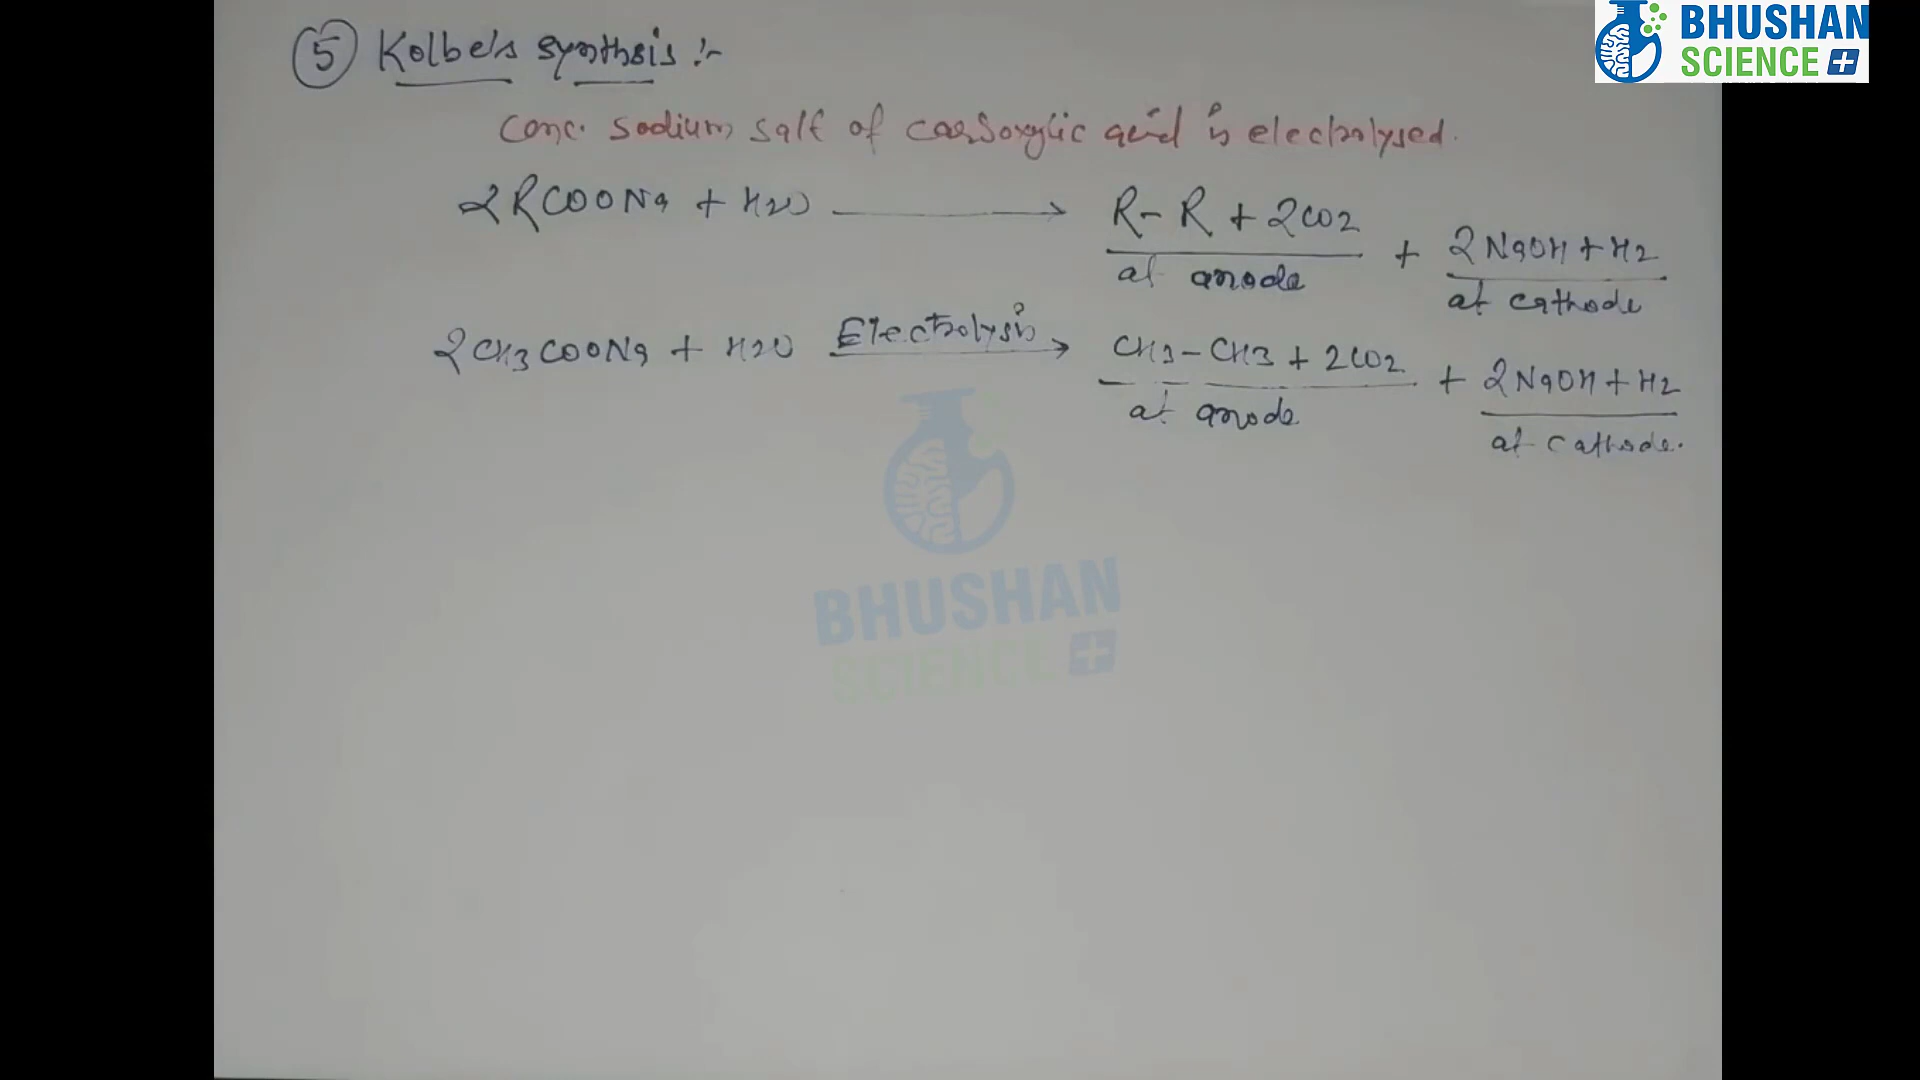 BHUSHAN
SCIENCE +
⑤ Kolbe's synthsis :-
Conc. sodium salt of carboxylic acid is electrolysed.
2RCOONa + H2O → R-R + 2CO2 + 2NaOH + H2
at anode at cathode
2CH3COONa + H2O Electrolysis → CH3-CH3 + 2CO2 + 2NaOH + H2
at anode at cathode.
BHUSHAN
SCIENCE +